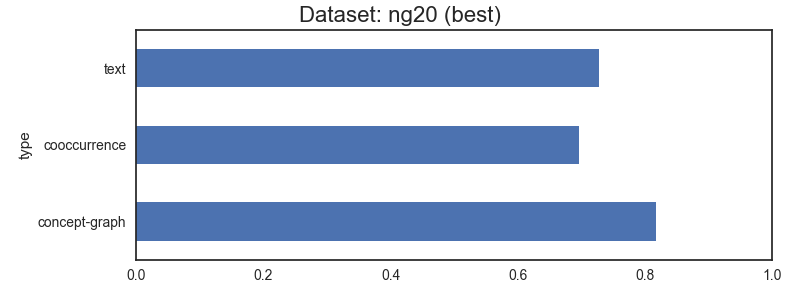 Dataset: ng20 (best)
type
text
cooccurrence
concept-graph
0.0 0.2 0.4 0.6 0.8 1.0